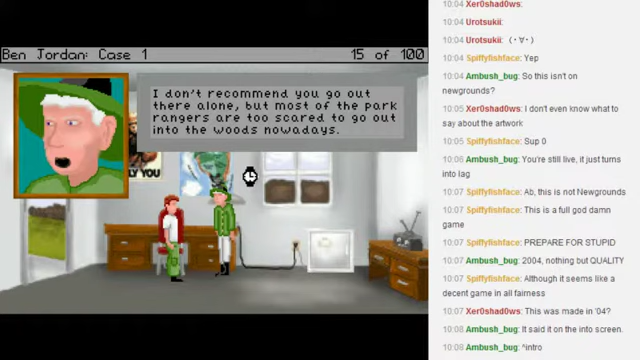 Ben Jordan: Case 1
15 of 100
I don't recommend you go out
there alone, but most of the park
rangers are too scared to go out
into the woods nowadays.
LY YOU
10:04 Xer0shad0ws:
10:04 Urotsukii:
10:04 Urotsukii: (・∀・)
10:04 Spiffyfishface: Yep
10:04 Ambush_bug: So this isn't on
newgrounds?
10:05 Xer0shad0ws: I don't even know what to
say about the artwork
10:05 Spiffyfishface: Sup 0
10:06 Ambush_bug: You're still live, it just turns
into lag
10:07 Spiffyfishface: Ab, this is not Newgrounds
10:07 Spiffyfishface: This is a full god damn
game
10:07 Spiffyfishface: PREPARE FOR STUPID
10:07 Ambush_bug: 2004, nothing but QUALITY
10:07 Spiffyfishface: Although it seems like a
decent game in all fairness
10:07 Xer0shad0ws: This was made in '04?
10:08 Ambush_bug: It said it on the into screen.
10:08 Ambush_bug: ^intro